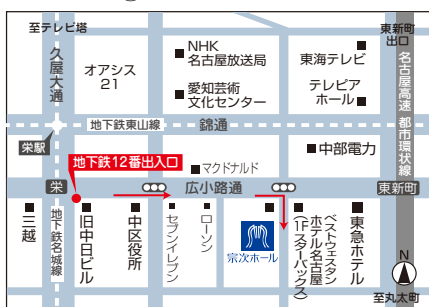 至テレビ塔
東新町
出口
久屋大通
オアシス
21
NHK
名古屋放送局
愛知芸術
文化センター
東海テレビ
テレピア
ホール
名古屋高速 都市環状線
地下鉄東山線
錦通
栄駅
地下鉄12番出入口
マクドナルド
中部電力
栄
広小路通
東新町
三越
地下鉄名城線
旧中日ビル
中区役所
セブンイレブン
ローソン
宗次ホール
ベストウェスタン
ホテル名古屋
(1Fスターバックス)
東急ホテル
N
至丸太町